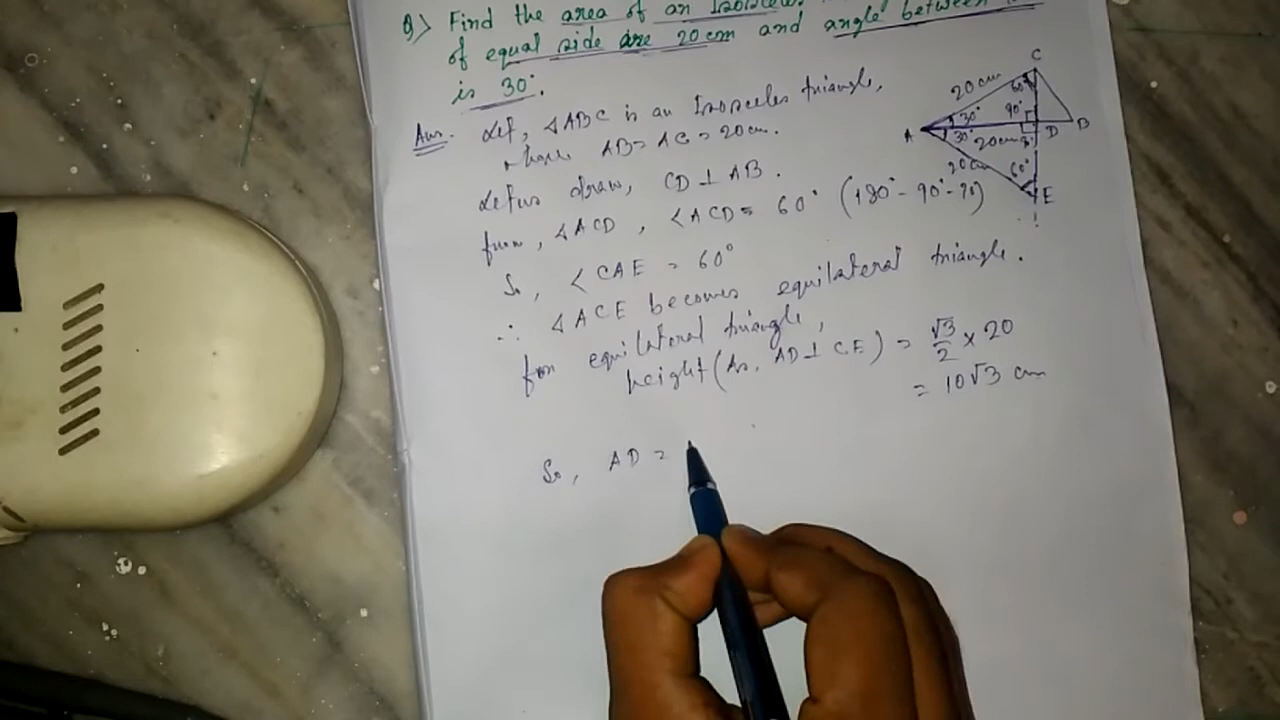 Q> Find the area of an Isosceles
of equal side are 20 cm and angle between
is 30°.
Ans. Let, ∆ABC is an Isosceles triangle,
where AB = AC = 20 cm.
Let us draw, CD ⊥ AB.
from, ∆ACD, ∠ACD = 60° (180° - 90° - 30)
So, ∠CAE = 60°
∴ ∆ACE becomes equilateral triangle.
for equilateral triangle,
height (As, AD ⊥ CE) = √3/2 × 20
= 10√3 cm
So, AD =
C
20 cm
60°
90°
30°
A
B
D
30°
20 cm
20 cm
60°
E